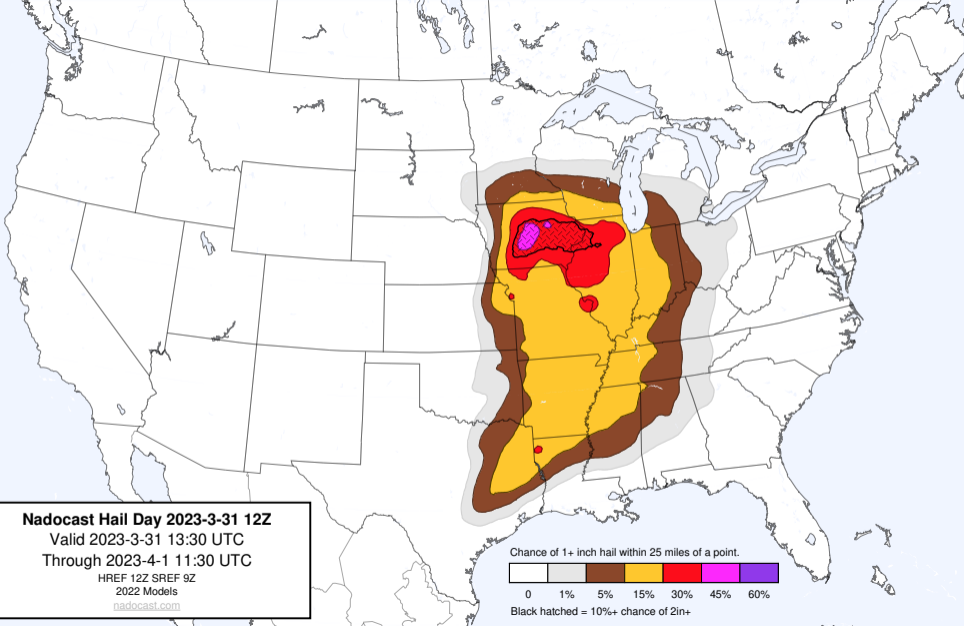 Nadocast Hail Day 2023-3-31 12Z
Valid 2023-3-31 13:30 UTC
Through 2023-4-1 11:30 UTC
HREF 12Z SREF 9Z
2022 Models
nadocast.com
Chance of 1+ inch hail within 25 miles of a point.
0 1% 5% 15% 30% 45% 60%
Black hatched = 10%+ chance of 2in+